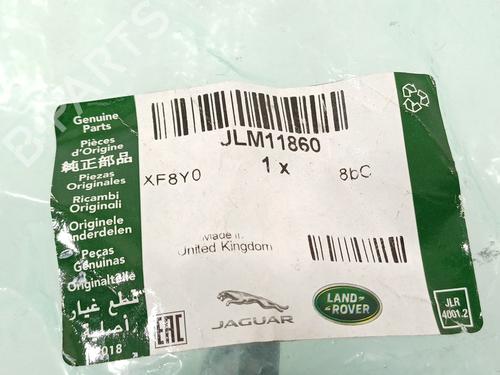 Genuine
Parts
Pièces
d'Origine
純正部品
Piezas
Originales
Ricambi
Originali
Originele
onderdelen
Peças
Genuinas
Originalteile
قطع غيار
أصلية
2018
JLM11860
1 x
XF8Y0
8bC
Made in
United Kingdom
EAC
JAGUAR
LAND
ROVER
JLR
4001.2